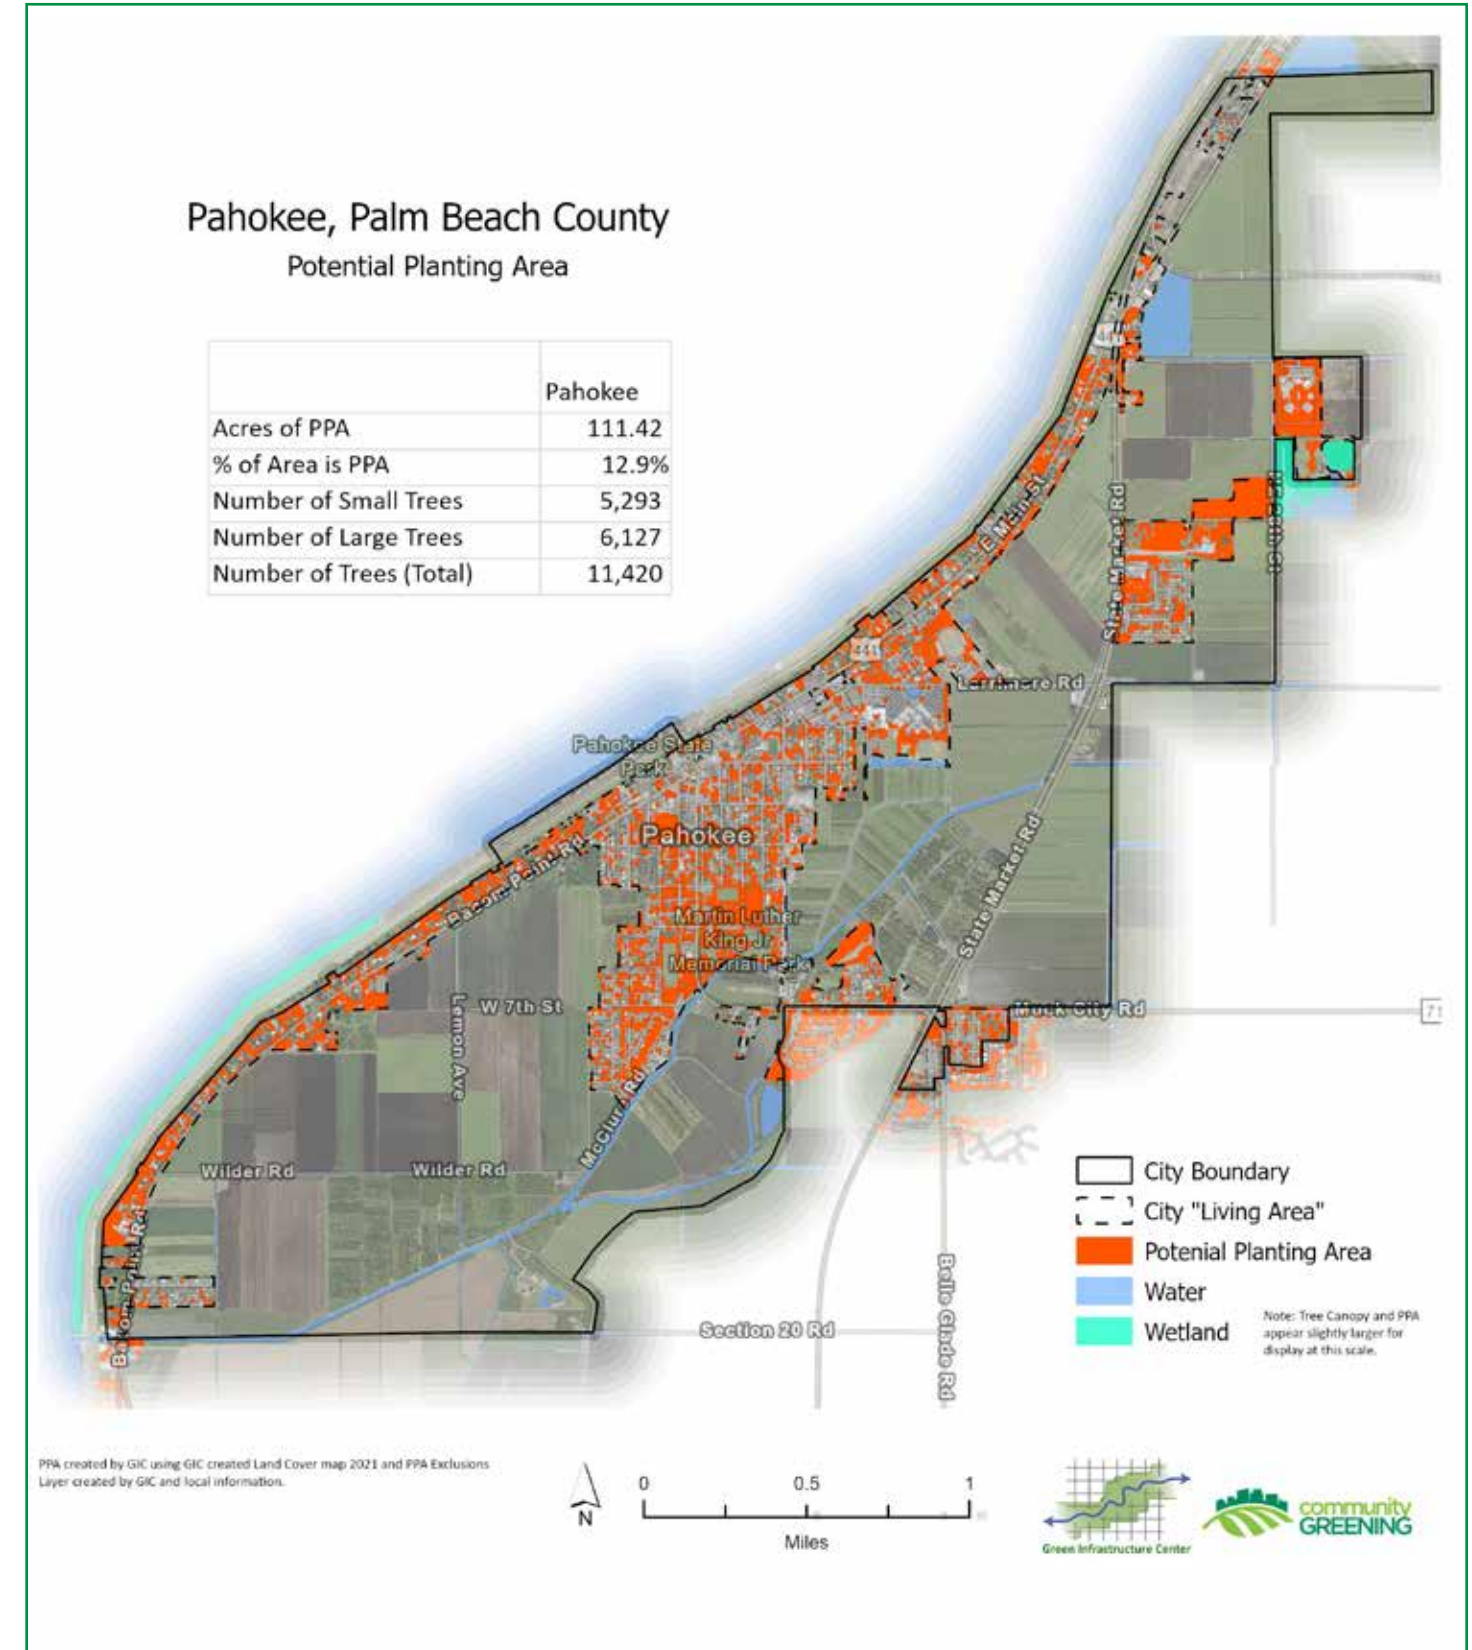 Pahokee, Palm Beach County
Potential Planting Area
Pahokee
Acres of PPA 111.42
% of Area is PPA 12.9%
Number of Small Trees 5,293
Number of Large Trees 6,127
Number of Trees (Total) 11,420
E Main St
State Market Rd
441
Larrimore Rd
Pahokee State
Park
Pahokee
Bacom Point Rd
Martin Luther
King Jr
Memorial Park
State Market Rd
W 7th St
Lemon Ave
Muck City Rd
McClure Rd
Wilder Rd
Wilder Rd
Bacom Point Rd
Section 20 Rd
Belle Glade Rd
City Boundary
City "Living Area"
Potenial Planting Area
Water
Wetland
Note: Tree Canopy and PPA
appear slightly larger for
display at this scale.
PPA created by GIC using GIC created Land Cover map 2021 and PPA Exclusions
Layer created by GIC and local information.
N
0 0.5 1
Miles
Green Infrastructure Center
community
GREENING